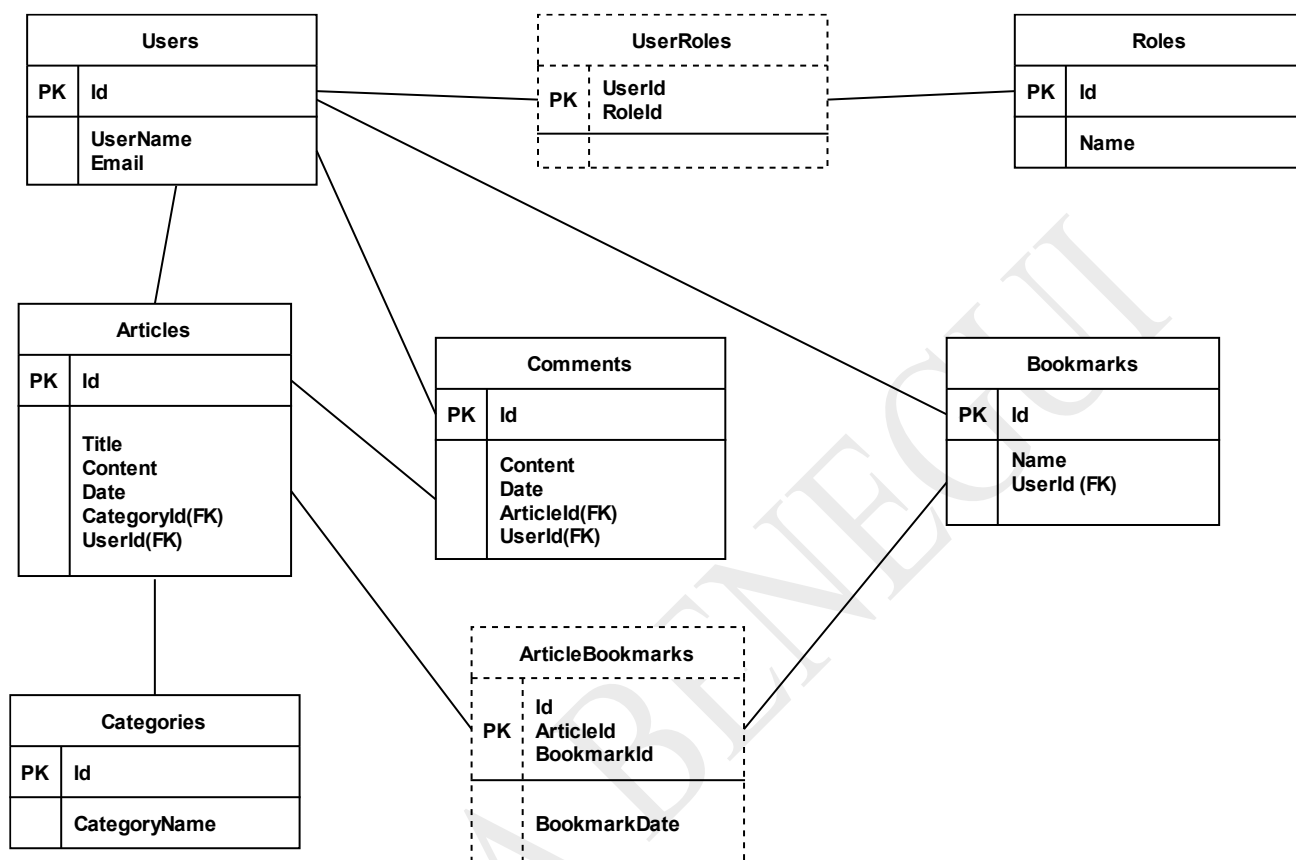 Users
PK Id
UserName
Email
UserRoles
PK UserId
RoleId
Roles
PK Id
Name
Articles
PK Id
Title
Content
Date
CategoryId(FK)
UserId(FK)
Comments
PK Id
Content
Date
ArticleId(FK)
UserId(FK)
Bookmarks
PK Id
Name
UserId (FK)
Categories
PK Id
CategoryName
ArticleBookmarks
Id
PK ArticleId
BookmarkId
BookmarkDate
A BENEGUI